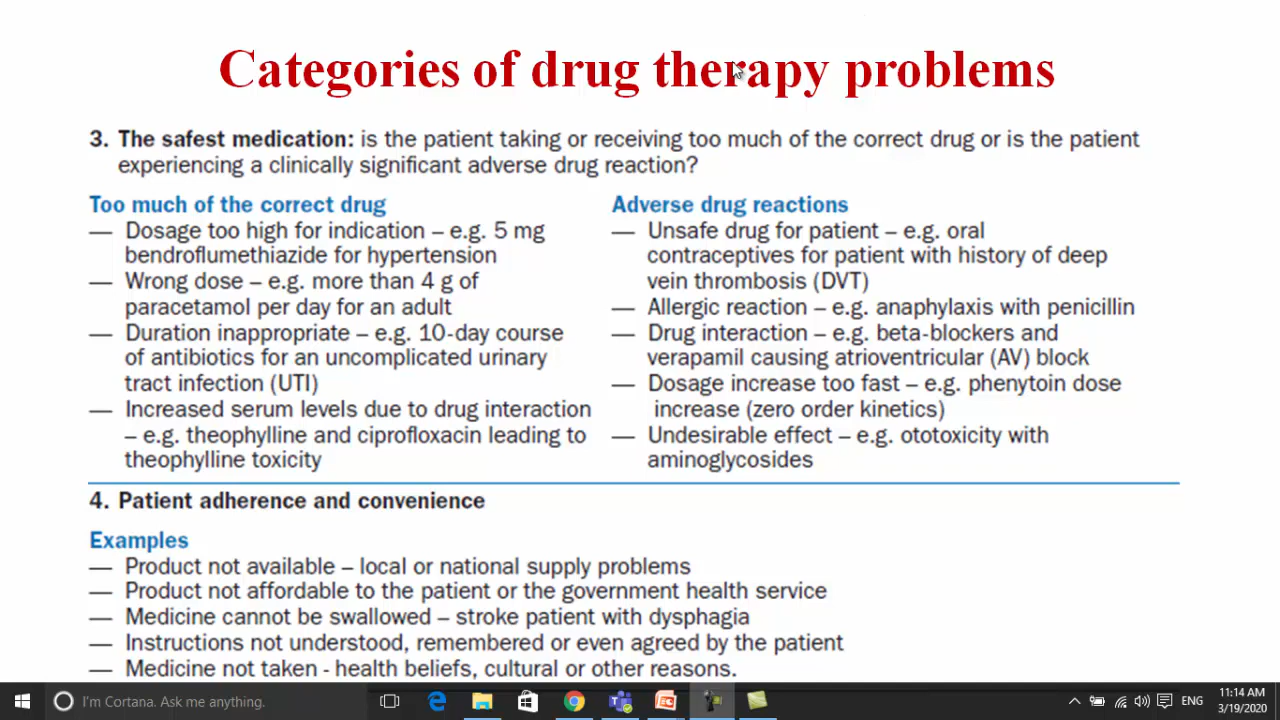 Categories of drug therapy problems
3. The safest medication: is the patient taking or receiving too much of the correct drug or is the patient
experiencing a clinically significant adverse drug reaction?
Too much of the correct drug
— Dosage too high for indication – e.g. 5 mg
bendroflumethiazide for hypertension
— Wrong dose – e.g. more than 4 g of
paracetamol per day for an adult
— Duration inappropriate – e.g. 10-day course
of antibiotics for an uncomplicated urinary
tract infection (UTI)
— Increased serum levels due to drug interaction
– e.g. theophylline and ciprofloxacin leading to
theophylline toxicity
Adverse drug reactions
— Unsafe drug for patient – e.g. oral
contraceptives for patient with history of deep
vein thrombosis (DVT)
— Allergic reaction – e.g. anaphylaxis with penicillin
— Drug interaction – e.g. beta-blockers and
verapamil causing atrioventricular (AV) block
— Dosage increase too fast – e.g. phenytoin dose
increase (zero order kinetics)
— Undesirable effect – e.g. ototoxicity with
aminoglycosides
4. Patient adherence and convenience
Examples
— Product not available – local or national supply problems
— Product not affordable to the patient or the government health service
— Medicine cannot be swallowed – stroke patient with dysphagia
— Instructions not understood, remembered or even agreed by the patient
— Medicine not taken - health beliefs, cultural or other reasons.
I'm Cortana. Ask me anything.
ENG
11:14 AM
3/19/2020